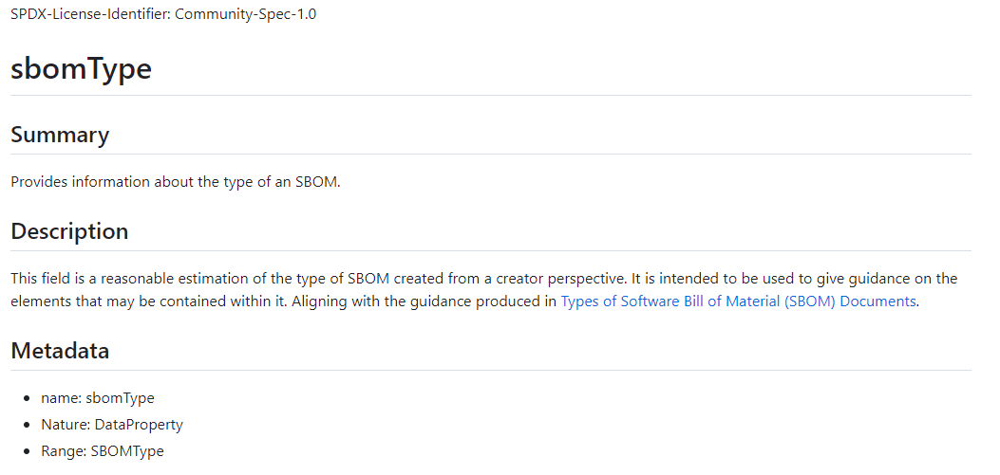 SPDX-License-Identifier: Community-Spec-1.0
sbomType
Summary
Provides information about the type of an SBOM.
Description
This field is a reasonable estimation of the type of SBOM created from a creator perspective. It is intended to be used to give guidance on the
elements that may be contained within it. Aligning with the guidance produced in Types of Software Bill of Material (SBOM) Documents.
Metadata
• name: sbomType
• Nature: DataProperty
• Range: SBOMType